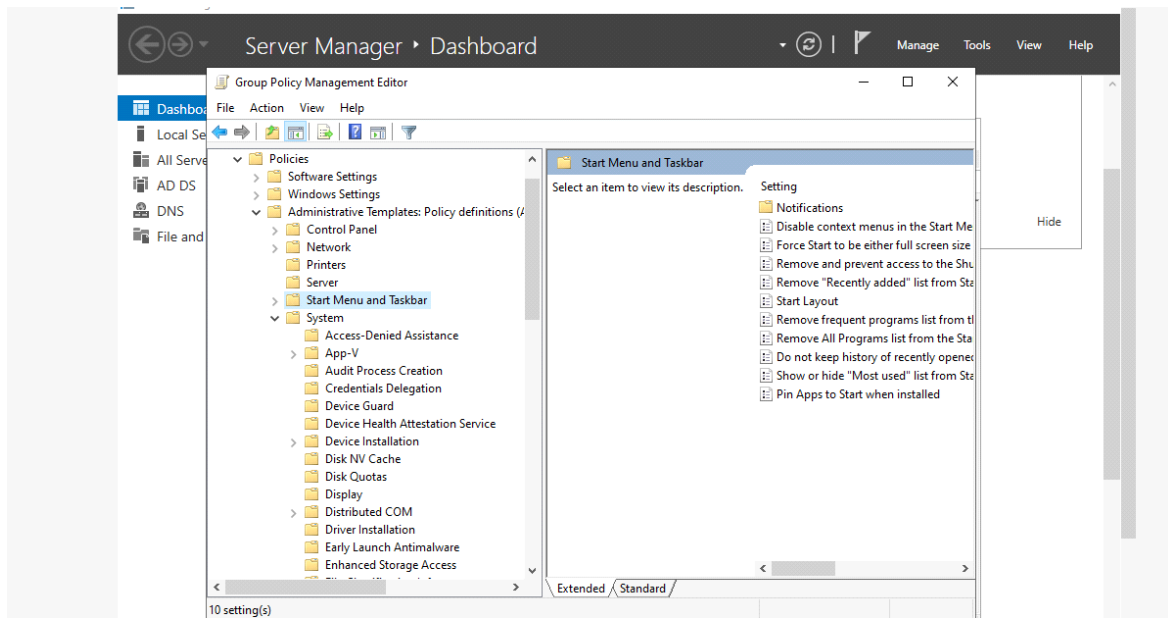 Server Manager ‣ Dashboard
Manage Tools View Help
Dashboa
Local Se
All Serve
AD DS
DNS
File and
Hide
Group Policy Management Editor
File Action View Help
Policies
Software Settings
Windows Settings
Administrative Templates: Policy definitions (A
Control Panel
Network
Printers
Server
Start Menu and Taskbar
System
Access-Denied Assistance
App-V
Audit Process Creation
Credentials Delegation
Device Guard
Device Health Attestation Service
Device Installation
Disk NV Cache
Disk Quotas
Display
Distributed COM
Driver Installation
Early Launch Antimalware
Enhanced Storage Access
Start Menu and Taskbar
Select an item to view its description.
Setting
Notifications
Disable context menus in the Start Me
Force Start to be either full screen size
Remove and prevent access to the Shu
Remove "Recently added" list from Sta
Start Layout
Remove frequent programs list from tl
Remove All Programs list from the Sta
Do not keep history of recently opened
Show or hide "Most used" list from Sta
Pin Apps to Start when installed
Extended Standard
10 setting(s)